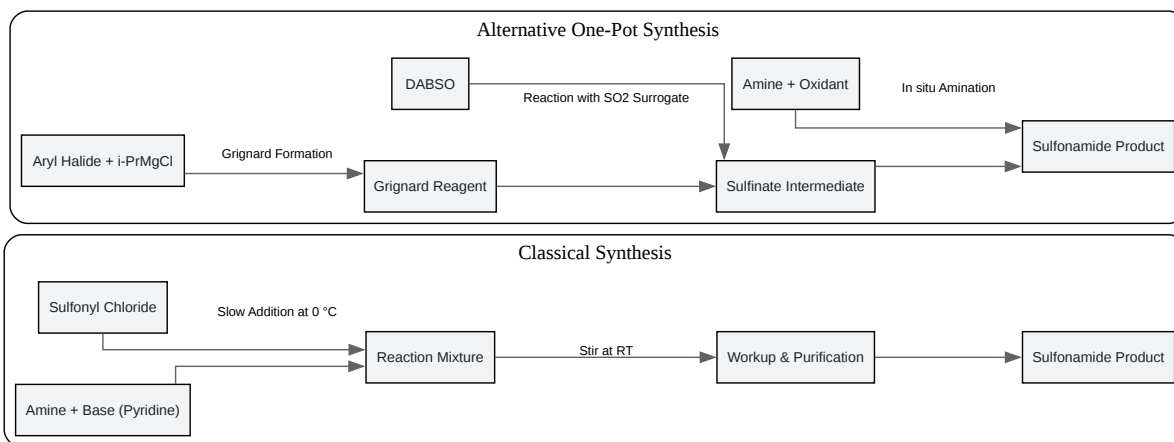 Alternative One-Pot Synthesis
DABSO
Amine + Oxidant
Reaction with SO2 Surrogate
In situ Amination
Aryl Halide + i-PrMgCl
Grignard Formation
Grignard Reagent
Sulfinate Intermediate
Sulfonamide Product
Classical Synthesis
Sulfonyl Chloride
Slow Addition at 0 °C
Amine + Base (Pyridine)
Reaction Mixture
Stir at RT
Workup & Purification
Sulfonamide Product